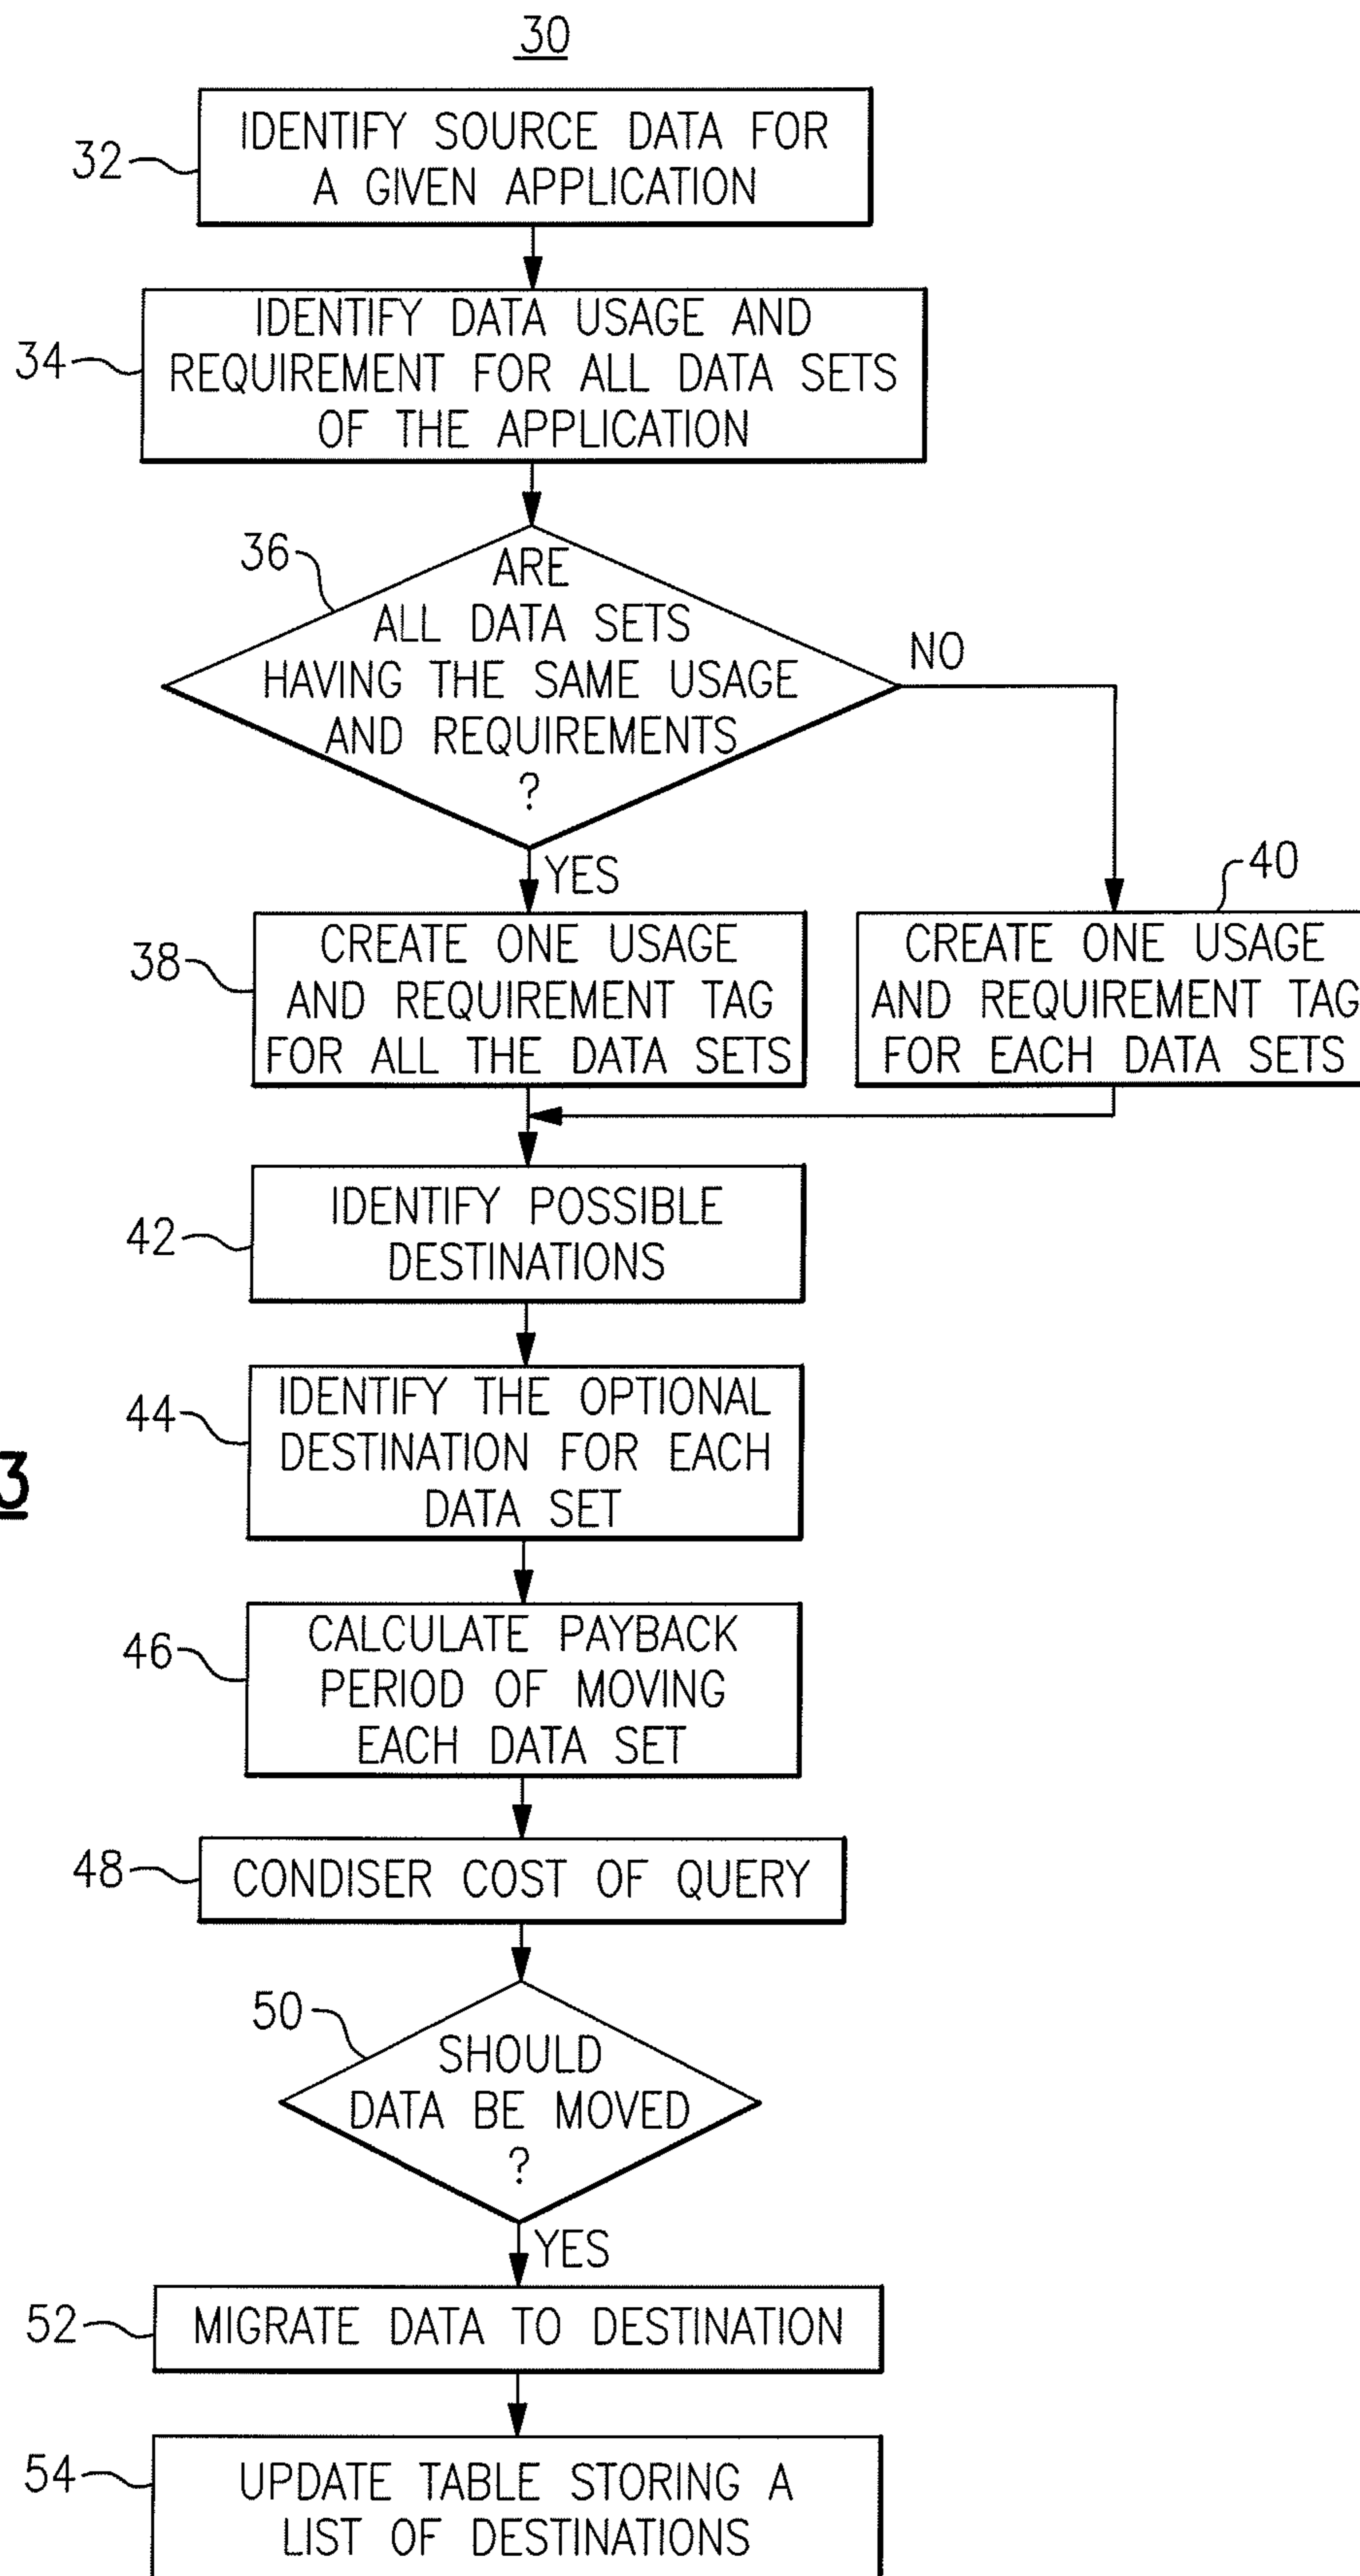 30
32
IDENTIFY SOURCE DATA FOR
A GIVEN APPLICATION
34
IDENTIFY DATA USAGE AND
REQUIREMENT FOR ALL DATA SETS
OF THE APPLICATION
36
ARE
ALL DATA SETS
HAVING THE SAME USAGE
AND REQUIREMENTS
?
NO
YES
38
CREATE ONE USAGE
AND REQUIREMENT TAG
FOR ALL THE DATA SETS
40
CREATE ONE USAGE
AND REQUIREMENT TAG
FOR EACH DATA SETS
42
IDENTIFY POSSIBLE
DESTINATIONS
44
IDENTIFY THE OPTIONAL
DESTINATION FOR EACH
DATA SET
3
46
CALCULATE PAYBACK
PERIOD OF MOVING
EACH DATA SET
48
CONDISER COST OF QUERY
50
SHOULD
DATA BE MOVED
?
YES
52
MIGRATE DATA TO DESTINATION
54
UPDATE TABLE STORING A
LIST OF DESTINATIONS